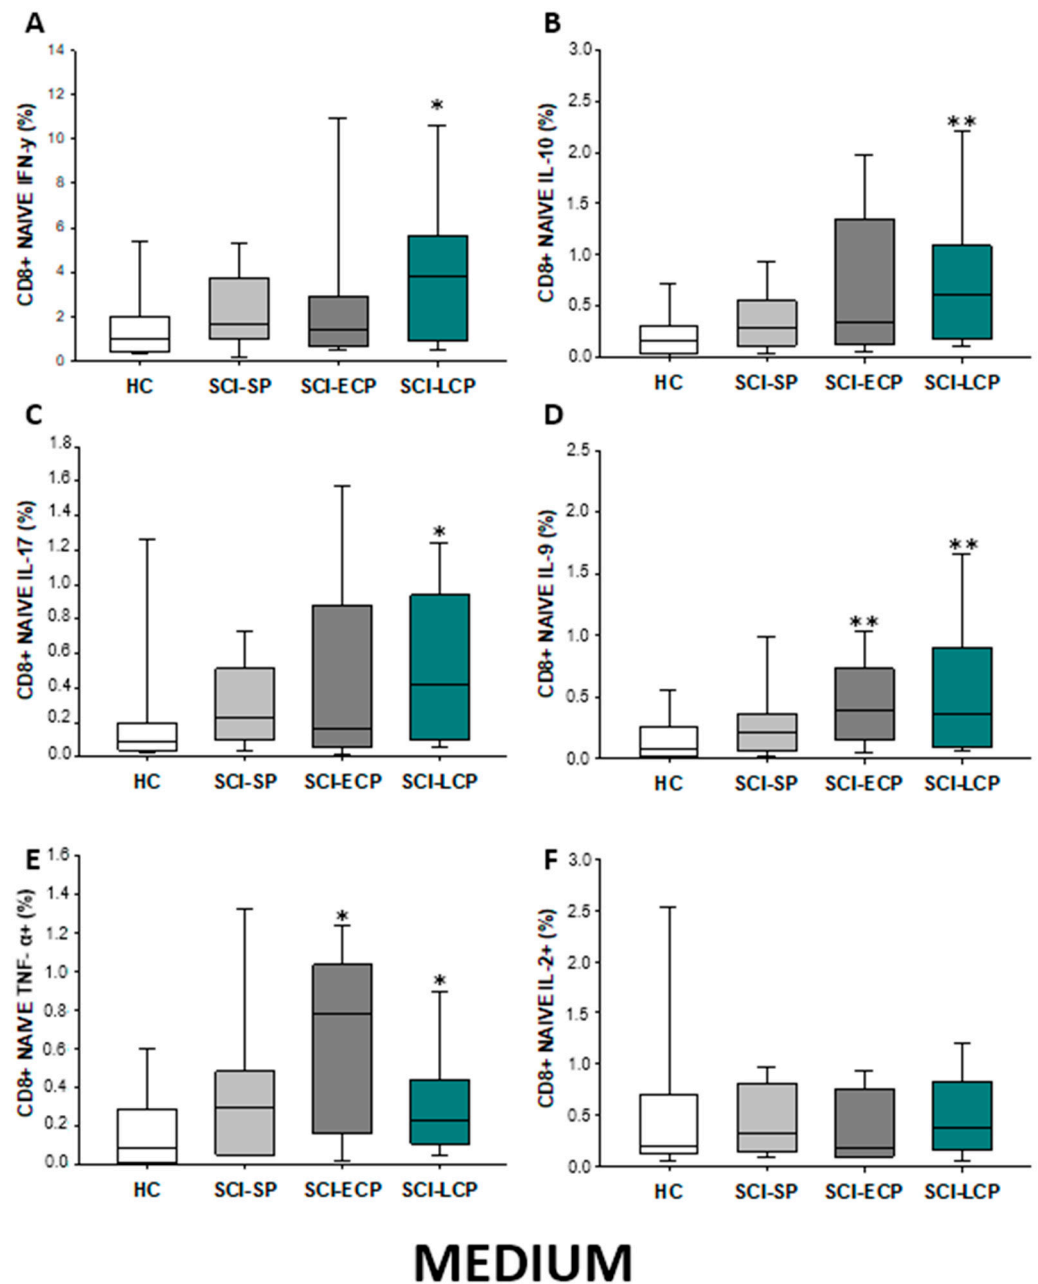 A
CD8+ NAIVE IFN-y (%)
14
12
10
8
6
4
2
0
*
HC SCI-SP SCI-ECP SCI-LCP
B
CD8+ NAIVE IL-10 (%)
3.0
2.5
2.0
1.5
1.0
0.5
0.0
**
HC SCI-SP SCI-ECP SCI-LCP
C
CD8+ NAIVE IL-17 (%)
1.8
1.6
1.4
1.2
1.0
0.8
0.6
0.4
0.2
0.0
*
HC SCI-SP SCI-ECP SCI-LCP
D
CD8+ NAIVE IL-9 (%)
2.5
2.0
1.5
1.0
0.5
0.0
** **
HC SCI-SP SCI-ECP SCI-LCP
E
CD8+ NAIVE TNF- α+ (%)
1.6
1.4
1.2
1.0
0.8
0.6
0.4
0.2
0.0
* *
HC SCI-SP SCI-ECP SCI-LCP
F
CD8+ NAIVE IL-2+ (%)
3.0
2.5
2.0
1.5
1.0
0.5
0.0
HC SCI-SP SCI-ECP SCI-LCP
MEDIUM